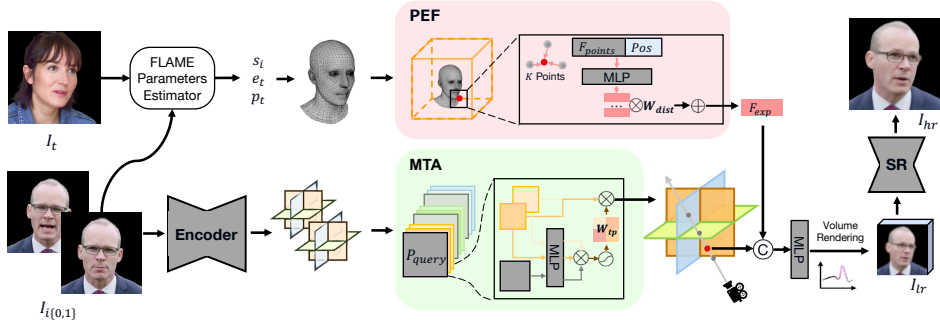 PEF
FLAME
Parameters
Estimator
s_i
e_t
p_t
K Points
F_points
Pos
MLP
...
⊗ W_dist
F_exp
I_t
I_hr
MTA
SR
Encoder
P_query
MLP
W_tp
C
MLP
Volume
Rendering
I_i{0,1}
I_lr